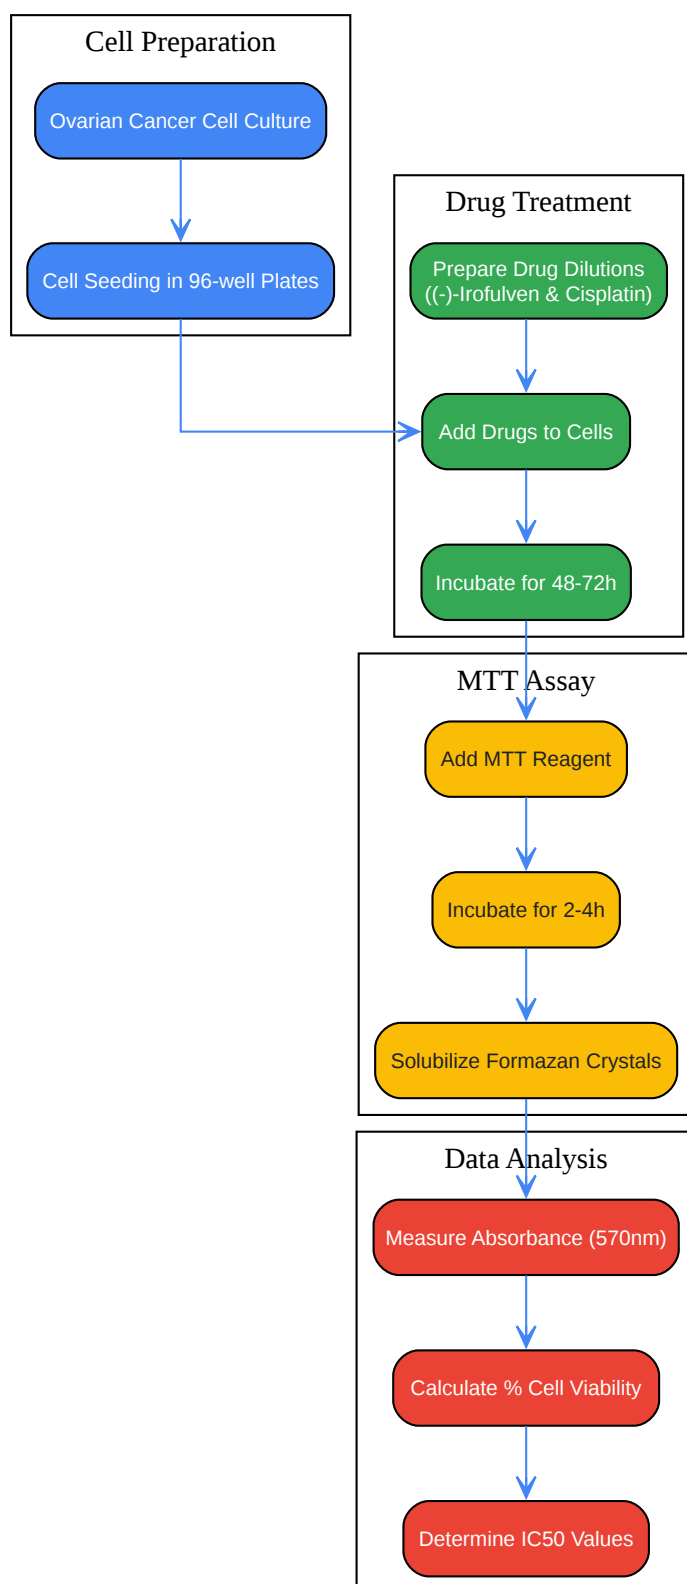 Cell Preparation
Ovarian Cancer Cell Culture
Cell Seeding in 96-well Plates
Drug Treatment
Prepare Drug Dilutions
((-)-Irofulven & Cisplatin)
Add Drugs to Cells
Incubate for 48-72h
MTT Assay
Add MTT Reagent
Incubate for 2-4h
Solubilize Formazan Crystals
Data Analysis
Measure Absorbance (570nm)
Calculate % Cell Viability
Determine IC50 Values